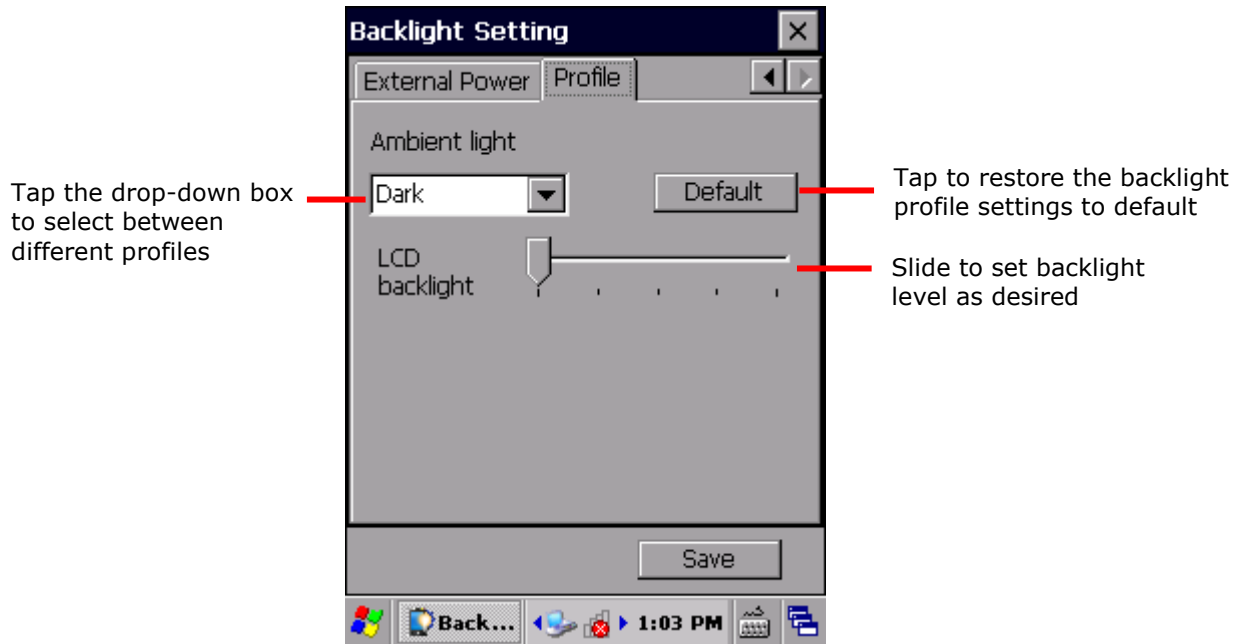 Backlight Setting
External Power
Profile
Ambient light
Dark
Default
LCD
backlight
Save
Back...
1:03 PM
Tap the drop-down box
to select between
different profiles
Tap to restore the backlight
profile settings to default
Slide to set backlight
level as desired